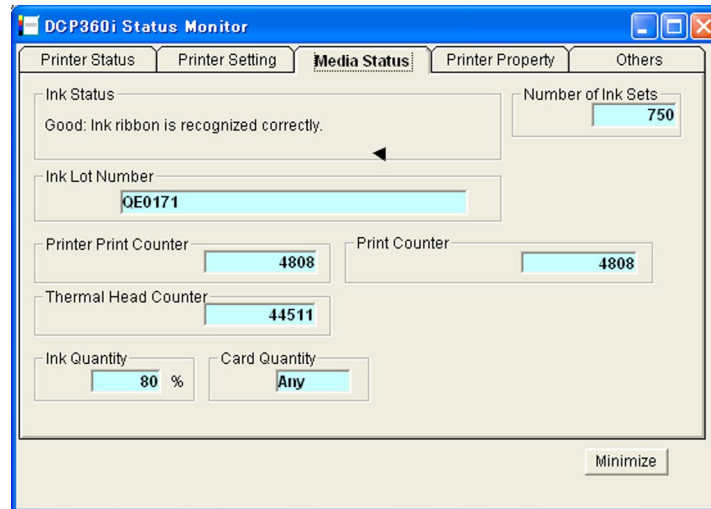 DCP360i Status Monitor
Printer Status Printer Setting Media Status Printer Property Others
Ink Status
Good: Ink ribbon is recognized correctly.
Number of Ink Sets
750
Ink Lot Number
QE0171
Printer Print Counter
4808
Print Counter
4808
Thermal Head Counter
44511
Ink Quantity
80 %
Card Quantity
Any
Minimize